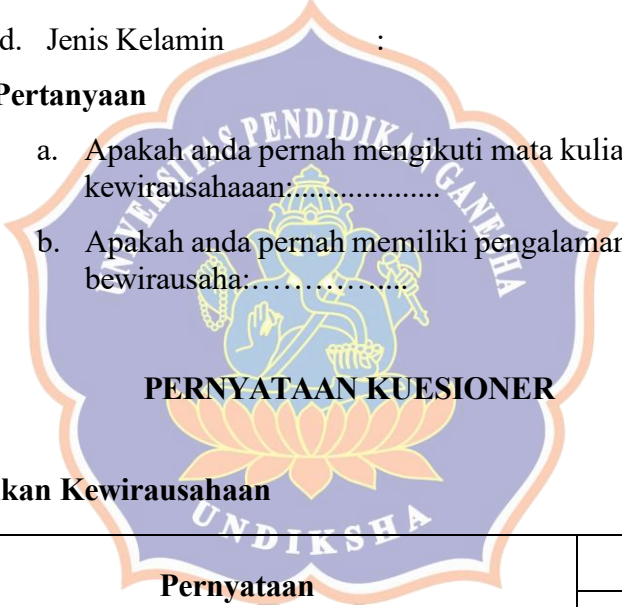 d. Jenis Kelamin :
Pertanyaan
UNIVERSITAS PENDIDIKAN GANESHA
a. Apakah anda pernah mengikuti mata kulia
kewirausahaaan:...................
b. Apakah anda pernah memiliki pengalaman
bewirausaha:…………....
PERNYATAAN KUESIONER
kan Kewirausahaan
UNDIKSHA
Pernyataan